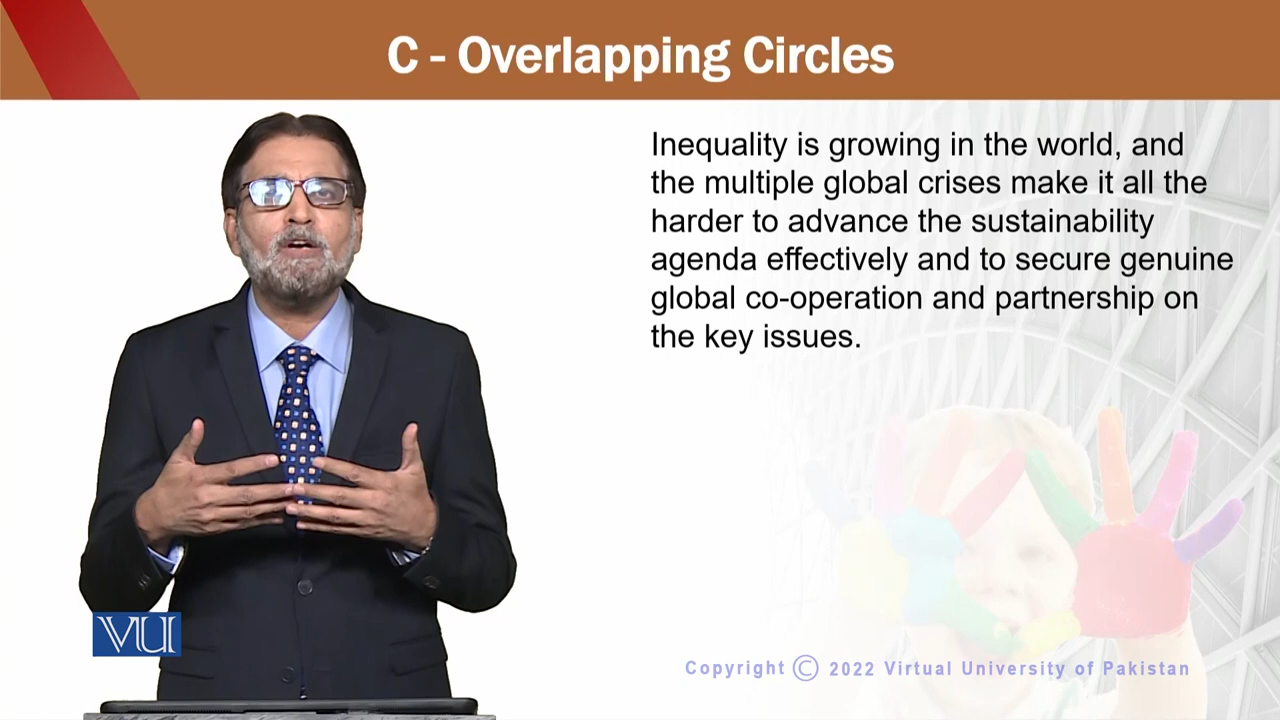 C - Overlapping Circles
Inequality is growing in the world, and
the multiple global crises make it all the
harder to advance the sustainability
agenda effectively and to secure genuine
global co-operation and partnership on
the key issues.
VU
Copyright © 2022 Virtual University of Pakistan